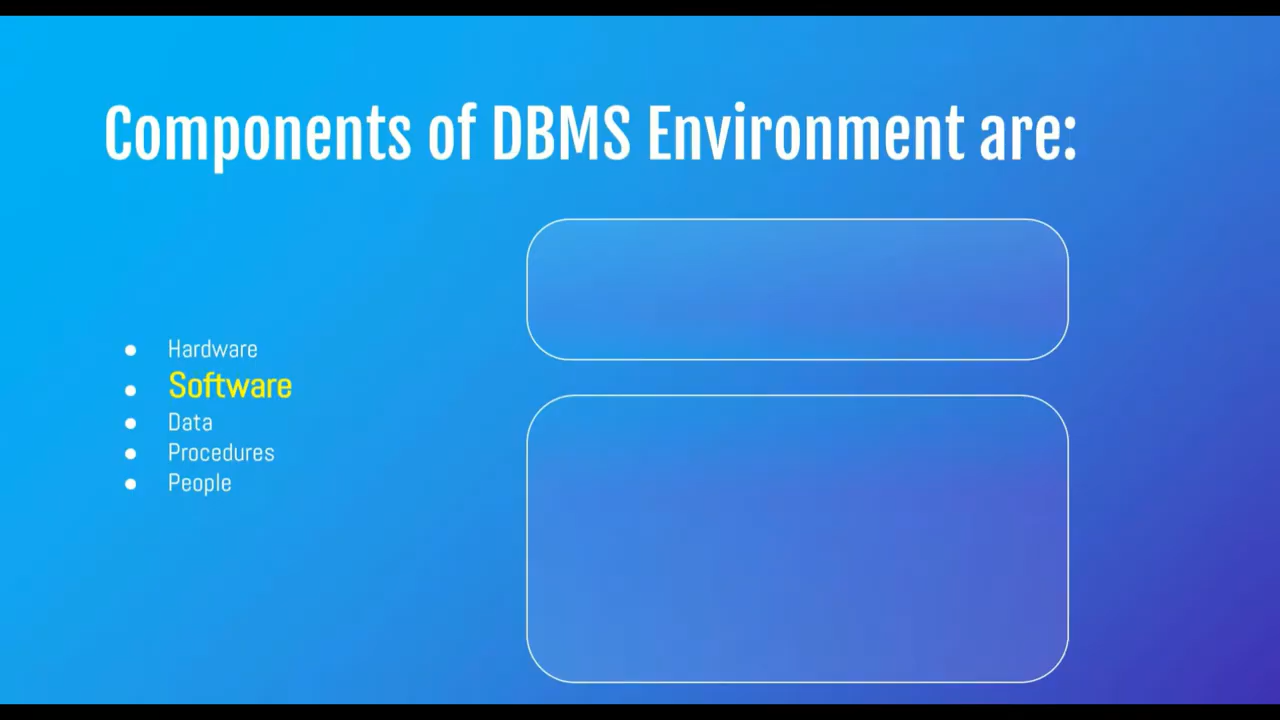 Components of DBMS Environment are:
● Hardware
● Software
● Data
● Procedures
● People